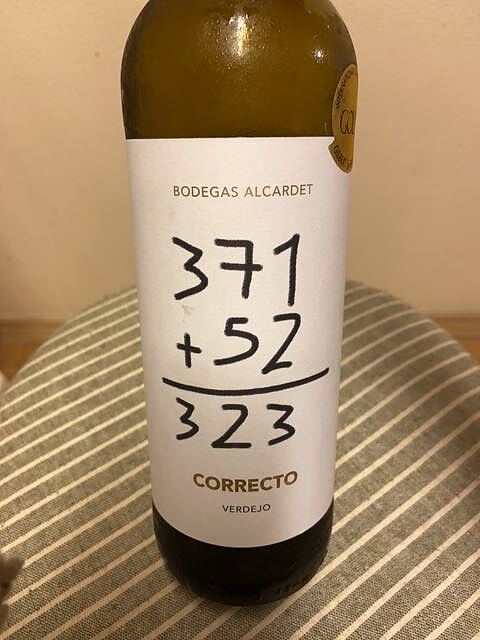 BODEGAS ALCARDET
371
+52
323
CORRECTO
VERDEJO